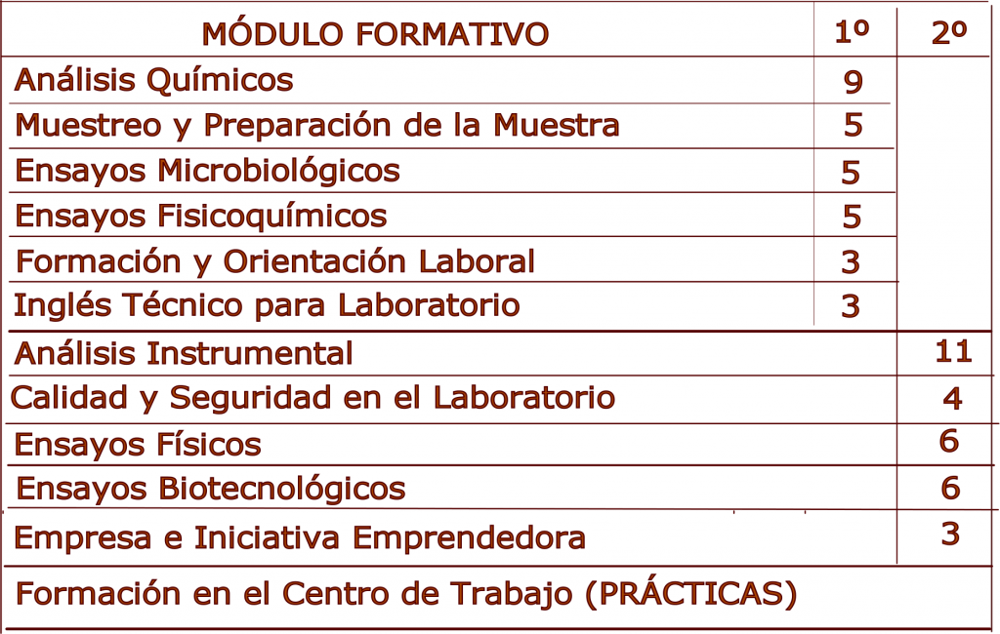 MÓDULO FORMATIVO 1º 2º
Análisis Químicos 9
Muestreo y Preparación de la Muestra 5
Ensayos Microbiológicos 5
Ensayos Fisicoquímicos 5
Formación y Orientación Laboral 3
Inglés Técnico para Laboratorio 3
Análisis Instrumental 11
Calidad y Seguridad en el Laboratorio 4
Ensayos Físicos 6
Ensayos Biotecnológicos 6
Empresa e Iniciativa Emprendedora 3
Formación en el Centro de Trabajo (PRÁCTICAS)